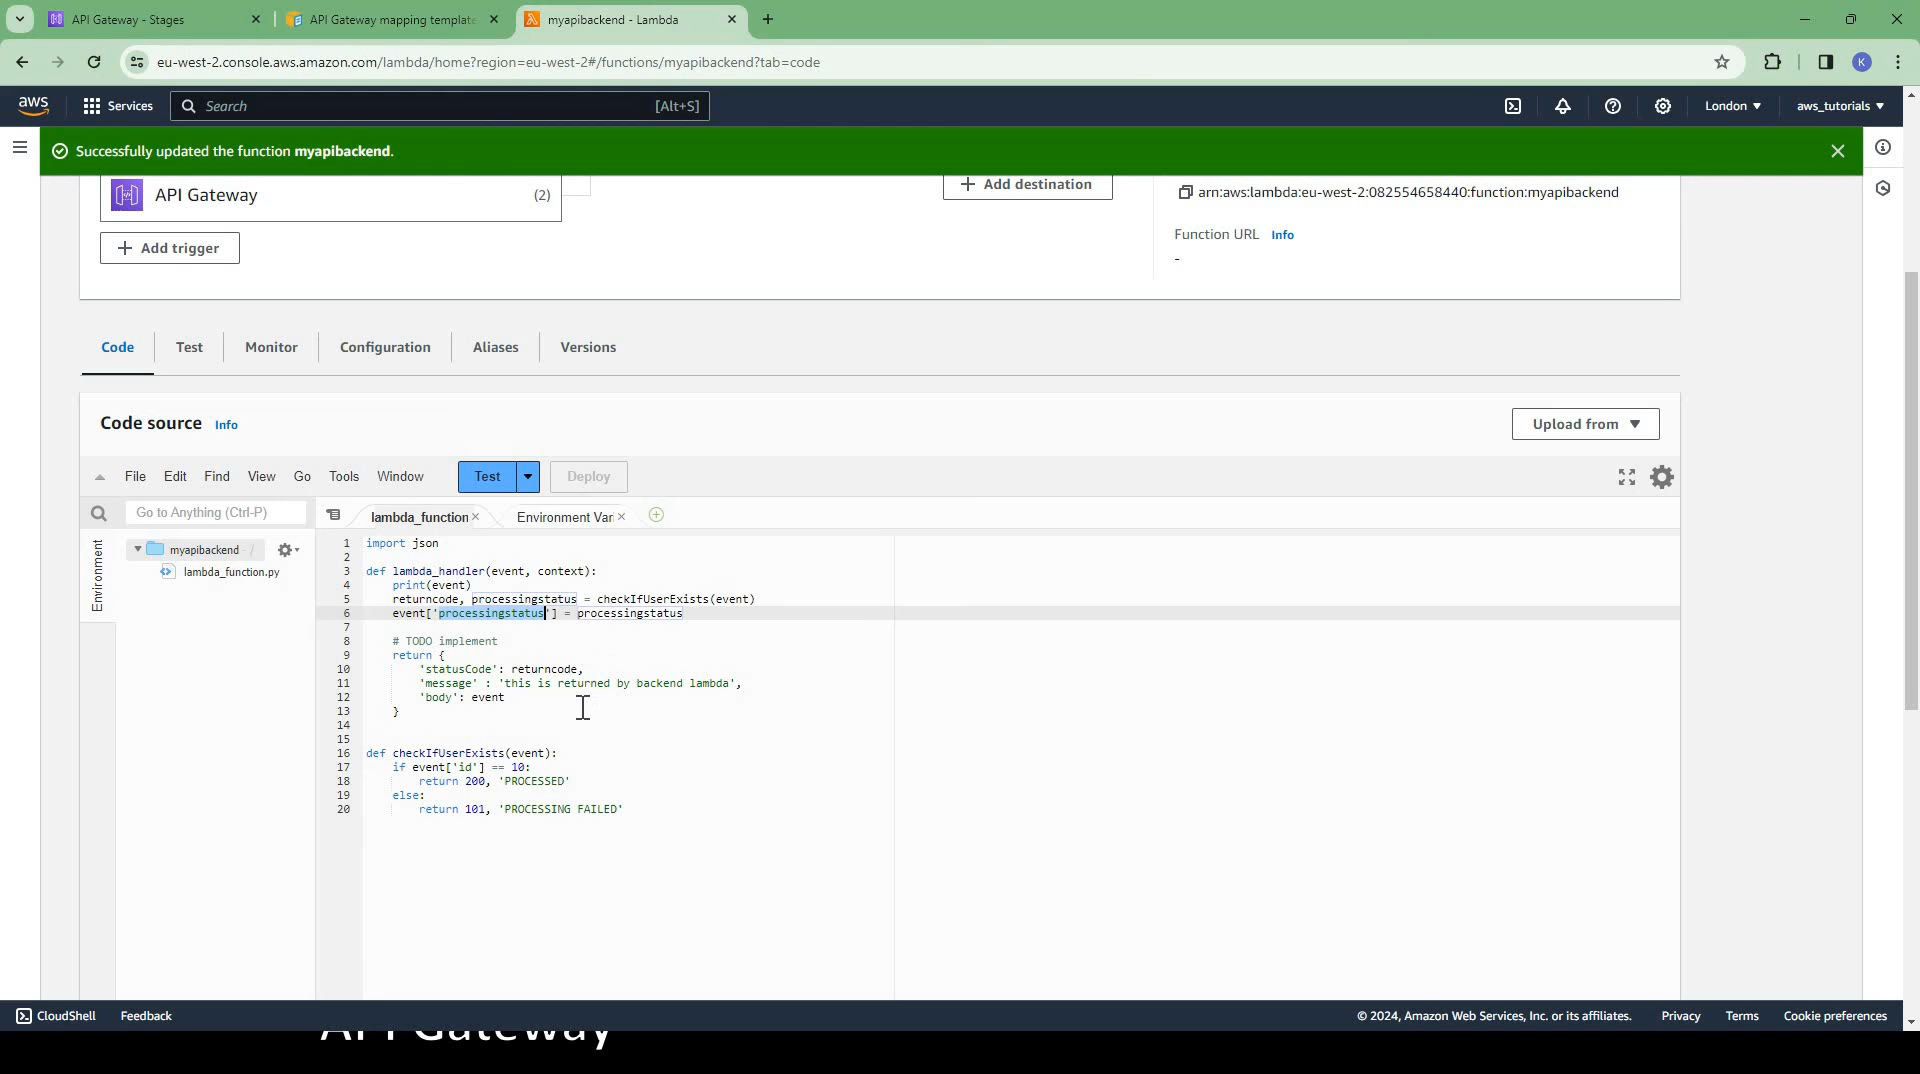 API Gateway - Stages
API Gateway mapping template
myapibackend - Lambda
eu-west-2.console.aws.amazon.com/lambda/home?region=eu-west-2#/functions/myapibackend?tab=code
K
aws
Services
Search
[Alt+S]
London
aws_tutorials
Successfully updated the function myapibackend.
API Gateway
(2)
Add destination
arn:aws:lambda:eu-west-2:082554658440:function:myapibackend
Add trigger
Function URL Info
-
Code
Test
Monitor
Configuration
Aliases
Versions
Code source Info
Upload from
File Edit Find View Go Tools Window
Test
Deploy
Go to Anything (Ctrl-P)
lambda_function
Environment Vari
Environment
myapibackend - /
lambda_function.py
1 import json
2
3 def lambda_handler(event, context):
4 print(event)
5 returncode, processingstatus = checkIfUserExists(event)
6 event['processingstatus'] = processingstatus
7
8 # TODO implement
9 return {
10 'statusCode': returncode,
11 'message' : 'this is returned by backend lambda',
12 'body': event
13 }
14
15
16 def checkIfUserExists(event):
17 if event['id'] == 10:
18 return 200, 'PROCESSED'
19 else:
20 return 101, 'PROCESSING FAILED'
CloudShell
Feedback
© 2024, Amazon Web Services, Inc. or its affiliates.
Privacy
Terms
Cookie preferences
API Gateway